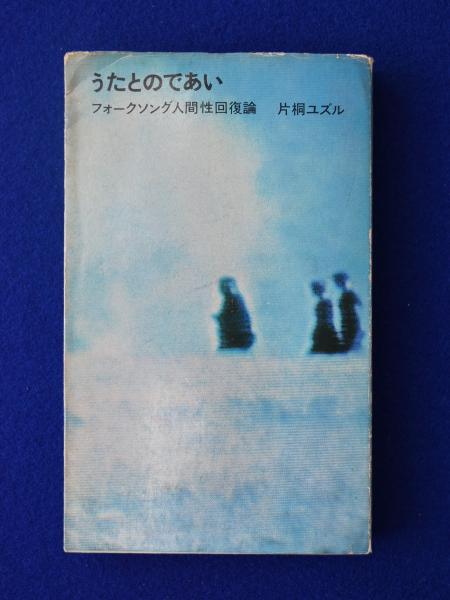 うたとのであい
フォークソング人間性回復論　片桐ユズル